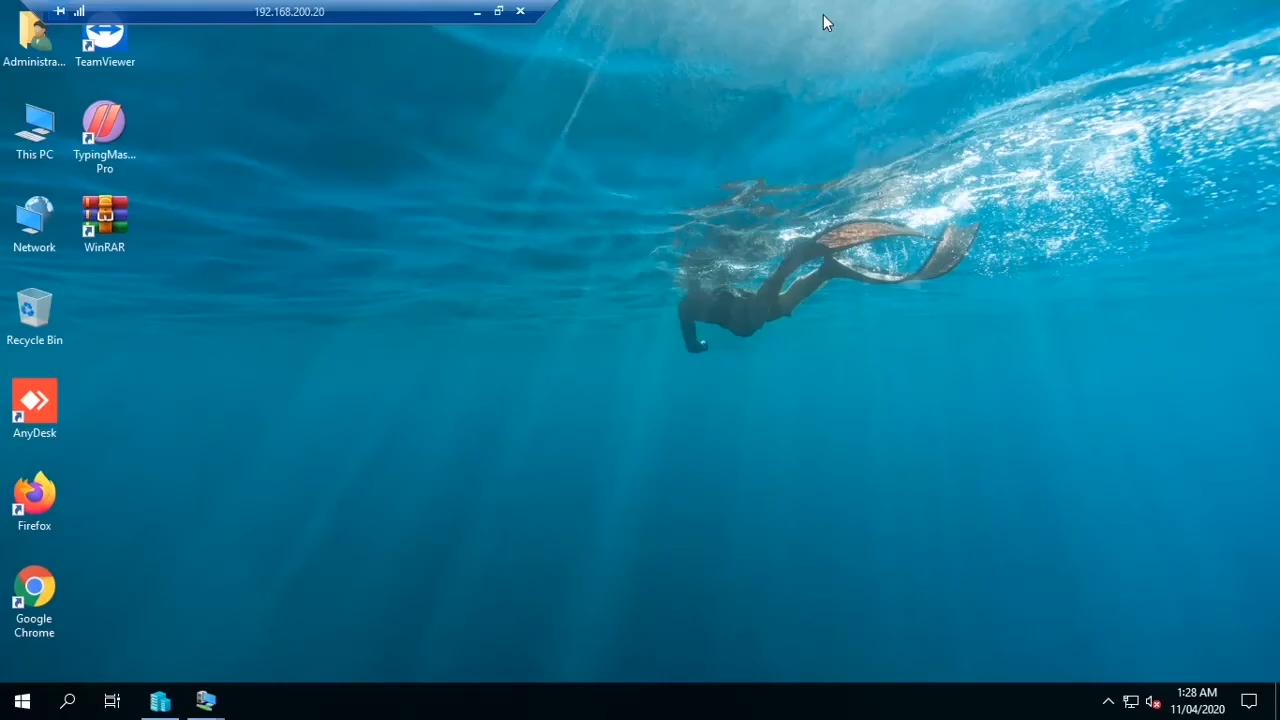 192.168.200.20
Administra...
TeamViewer
This PC
TypingMas...
Pro
Network
WinRAR
Recycle Bin
AnyDesk
Firefox
Google
Chrome
1:28 AM
11/04/2020